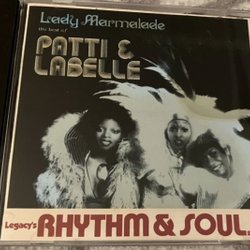 Lady Marmalade
the best of
PATTI &
LABELLE
Legacy's RHYTHM & SOUL